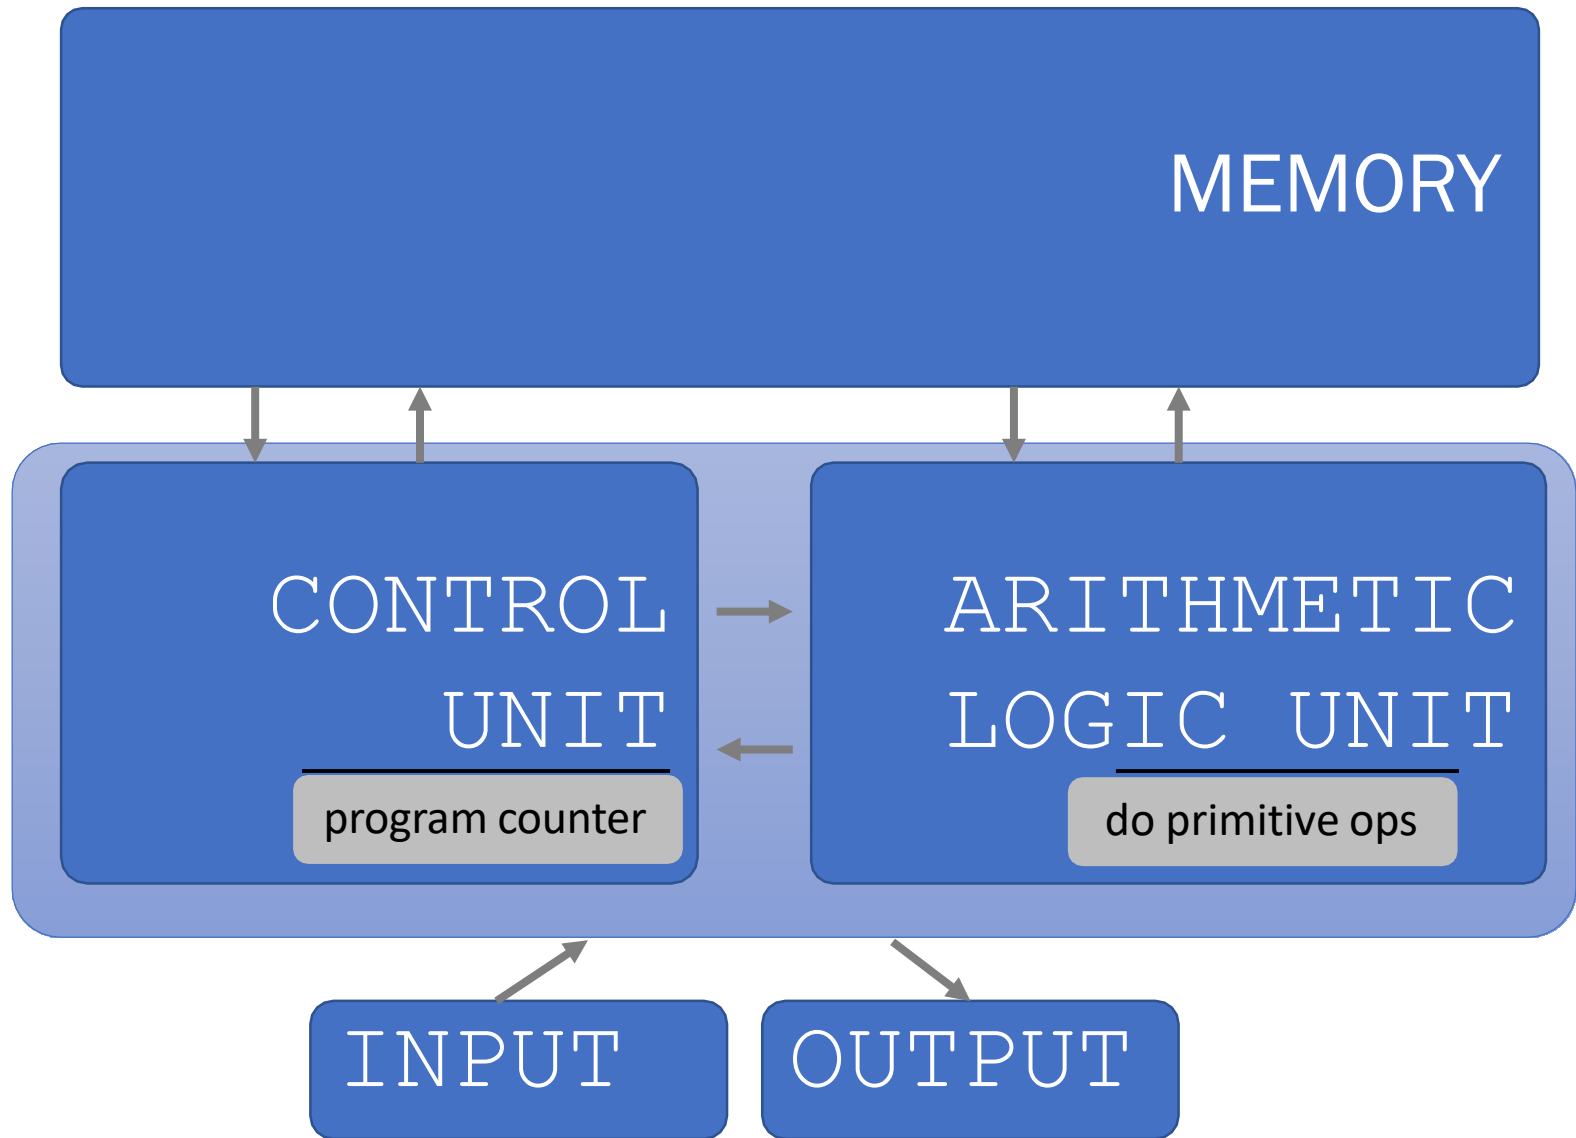 MEMORY
CONTROL
UNIT
program counter
ARITHMETIC
LOGIC UNIT
do primitive ops
INPUT
OUTPUT